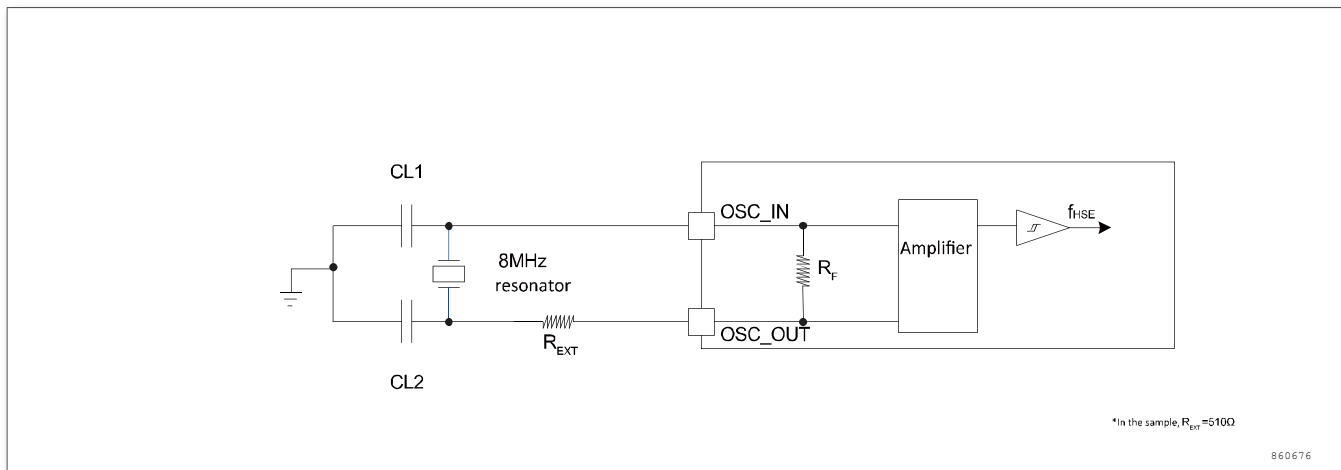 CL1
OSC_IN
fHSE
Amplifier
8MHz
resonator
RF
REXT
OSC_OUT
CL2
*In the sample, REXT=510Ω
860676